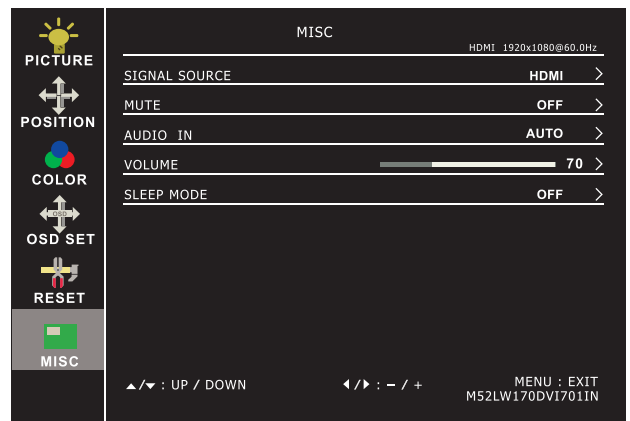 PICTURE
POSITION
COLOR
OSD
OSD SET
RESET
MISC
MISC
HDMI 1920x1080@60.0Hz
SIGNAL SOURCE HDMI >
MUTE OFF >
AUDIO IN AUTO >
VOLUME 70 >
SLEEP MODE OFF >
▲/▼ : UP / DOWN ◀/▶ : – / + MENU : EXIT
M52LW170DVI701IN